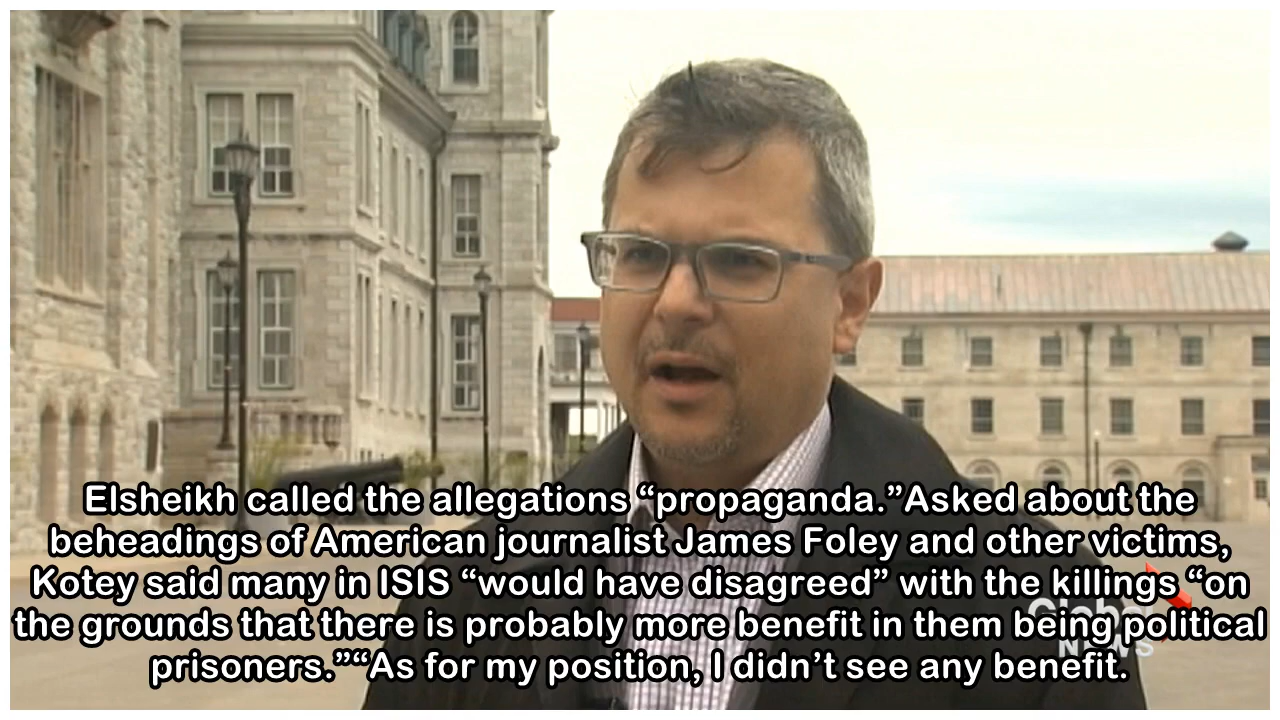 Elsheikh called the allegations “propaganda.”Asked about the
beheadings of American journalist James Foley and other victims,
Kotey said many in ISIS “would have disagreed” with the killings “on
the grounds that there is probably more benefit in them being political
prisoners.”“As for my position, I didn’t see any benefit.
Global
NEWS